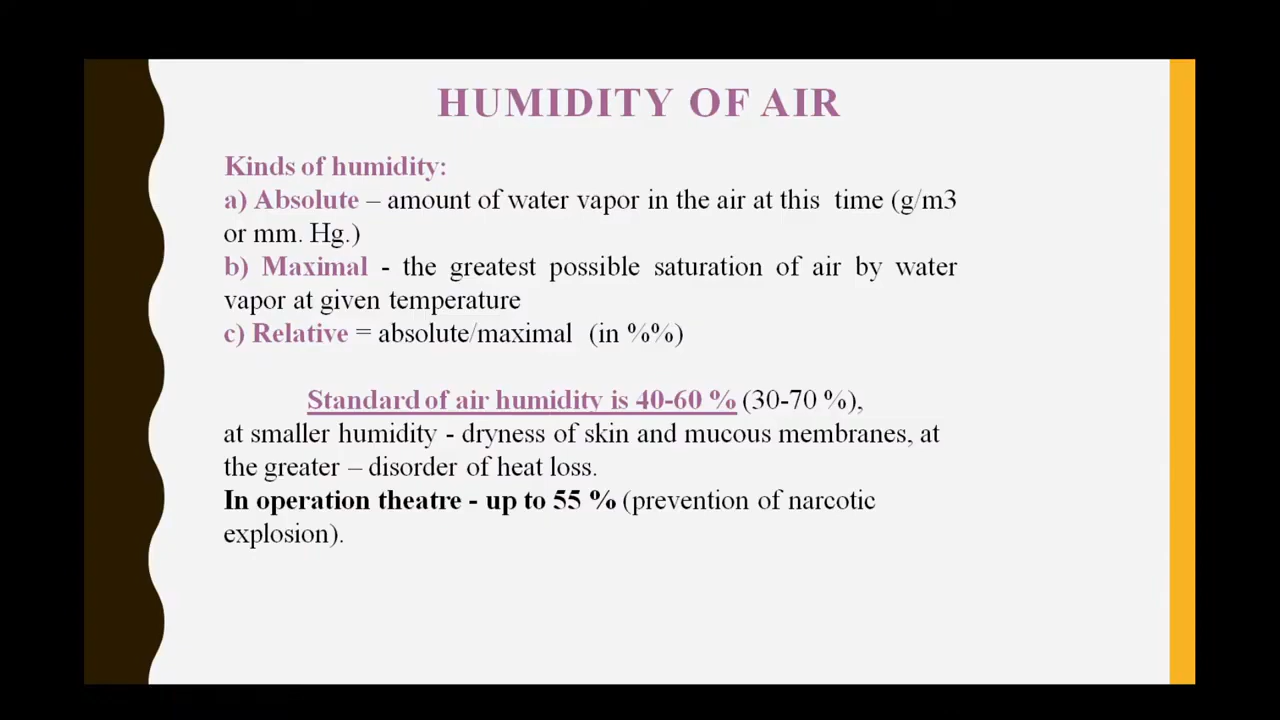 HUMIDITY OF AIR
Kinds of humidity:
a) Absolute – amount of water vapor in the air at this time (g/m3
or mm. Hg.)
b) Maximal - the greatest possible saturation of air by water
vapor at given temperature
c) Relative = absolute/maximal (in %%)
Standard of air humidity is 40-60 % (30-70 %),
at smaller humidity - dryness of skin and mucous membranes, at
the greater – disorder of heat loss.
In operation theatre - up to 55 % (prevention of narcotic
explosion).